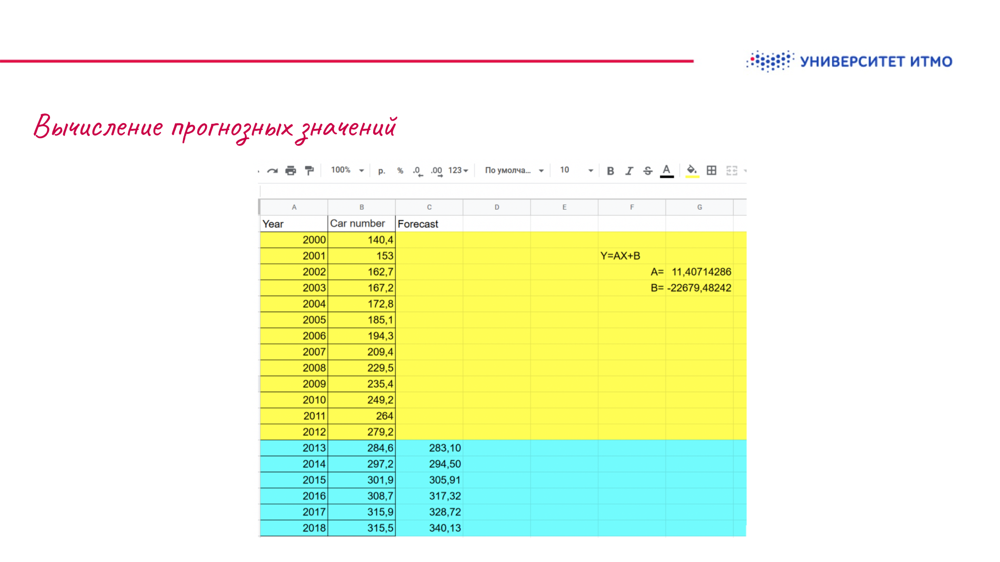 УНИВЕРСИТЕТ ИТМО
Вычисление прогнозных значений
100% р. % .0 .00 123 По умолча... 10 B I S A
A B C D E F G
Year Car number Forecast
2000 140,4
2001 153 Y=AX+B
2002 162,7 A= 11,40714286
2003 167,2 B= -22679,48242
2004 172,8
2005 185,1
2006 194,3
2007 209,4
2008 229,5
2009 235,4
2010 249,2
2011 264
2012 279,2
2013 284,6 283,10
2014 297,2 294,50
2015 301,9 305,91
2016 308,7 317,32
2017 315,9 328,72
2018 315,5 340,13